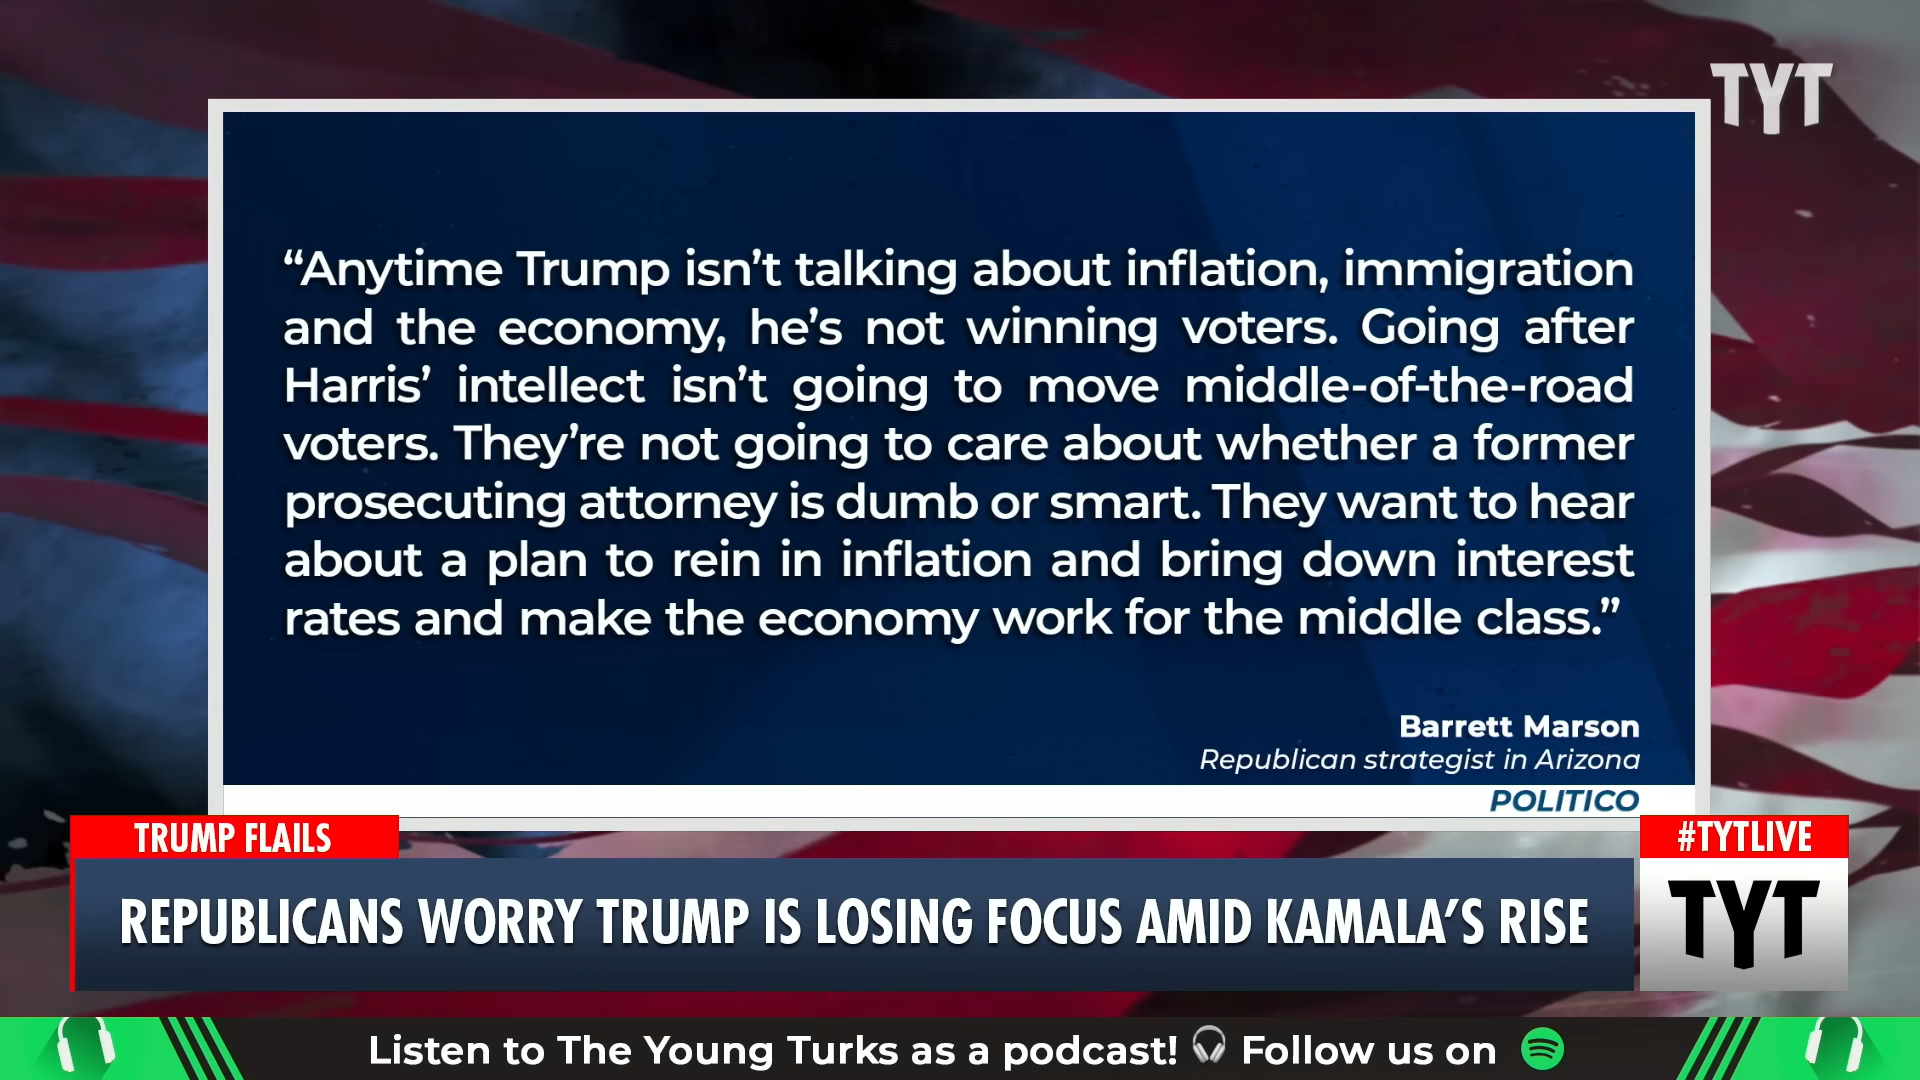 TYT
“Anytime Trump isn’t talking about inflation, immigration
and the economy, he’s not winning voters. Going after
Harris’ intellect isn’t going to move middle-of-the-road
voters. They’re not going to care about whether a former
prosecuting attorney is dumb or smart. They want to hear
about a plan to rein in inflation and bring down interest
rates and make the economy work for the middle class.”
Barrett Marson
Republican strategist in Arizona
POLITICO
TRUMP FLAILS
#TYTLIVE
REPUBLICANS WORRY TRUMP IS LOSING FOCUS AMID KAMALA’S RISE
TYT
Listen to The Young Turks as a podcast! Follow us on